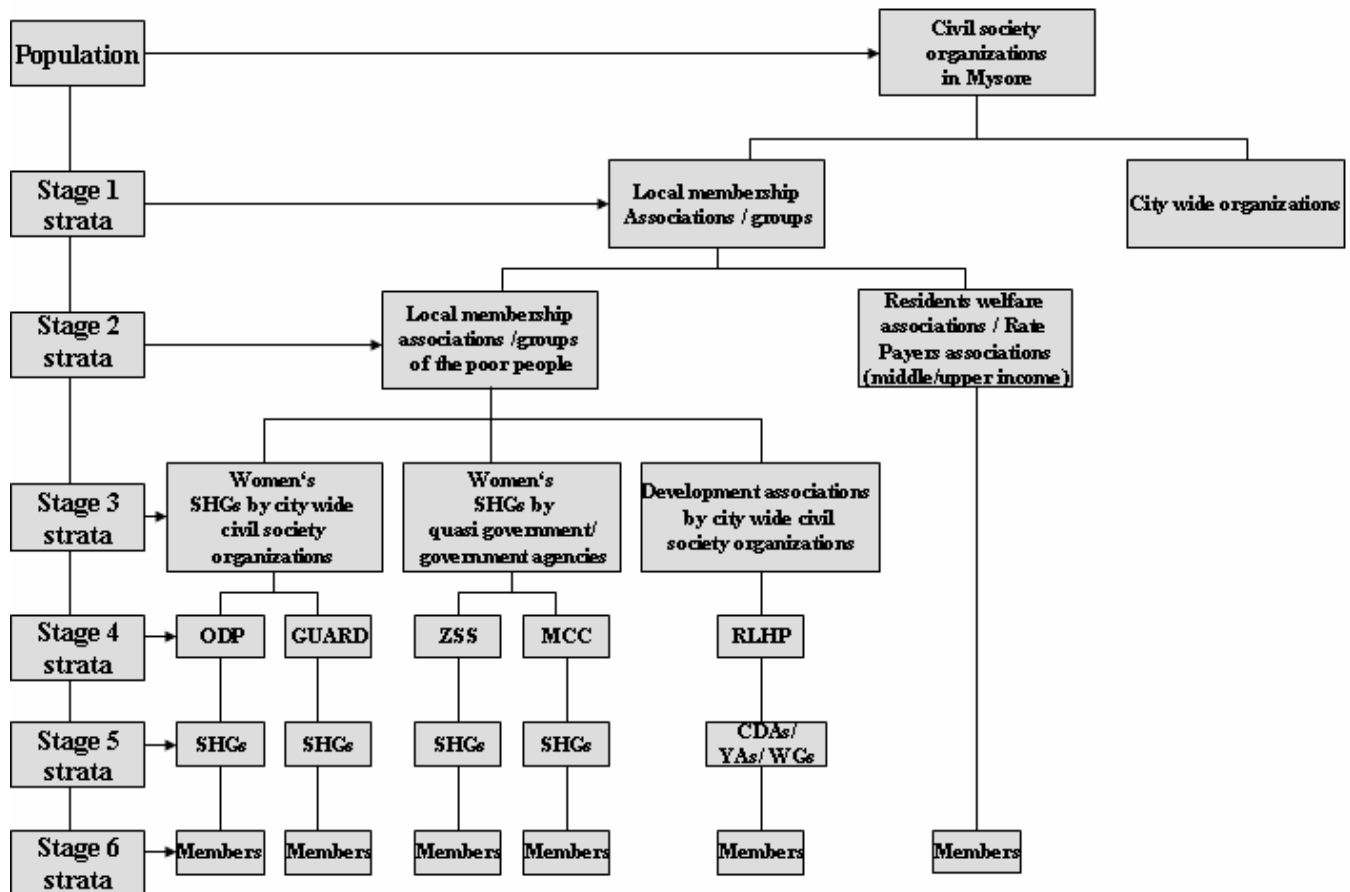 Population
Civil society
organizations
in Mysore
Stage 1
strata
Local membership
Associations / groups
City wide organizations
Stage 2
strata
Local membership
associations /groups
of the poor people
Residents welfare
associations / Rate
Payers associations
(middle/upper income)
Stage 3
strata
Women‘s
SHGs by city wide
civil society
organizations
Women‘s
SHGs by
quasi government/
government agencies
Development associations
by city wide civil
society organizations
Stage 4
strata
ODP
GUARD
ZSS
MCC
RLHP
Stage 5
strata
SHGs
SHGs
SHGs
SHGs
CDAs/
YAs/ WGs
Stage 6
strata
Members
Members
Members
Members
Members
Members